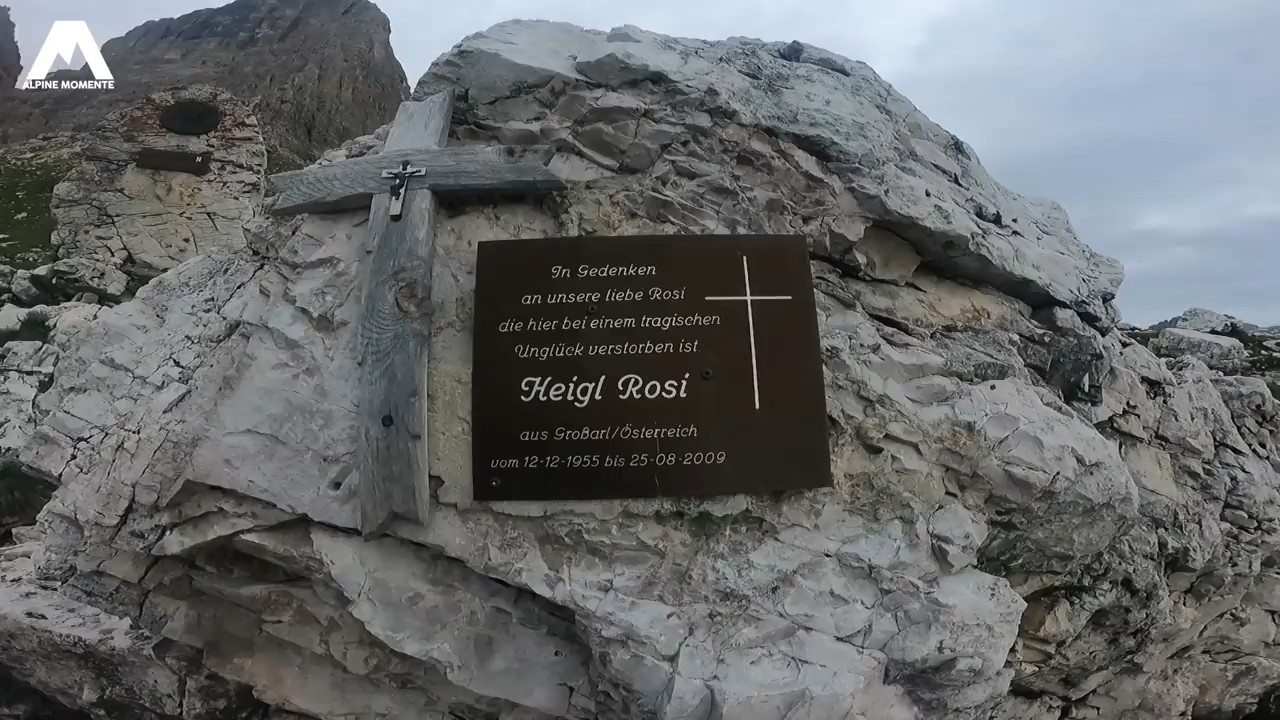 ALPINE MOMENTE
In Gedenken
an unsere liebe Rosi
die hier bei einem tragischen
Unglück verstorben ist.
Heigl Rosi
aus Großarl/Österreich
vom 12-12-1955 bis 25-08-2009